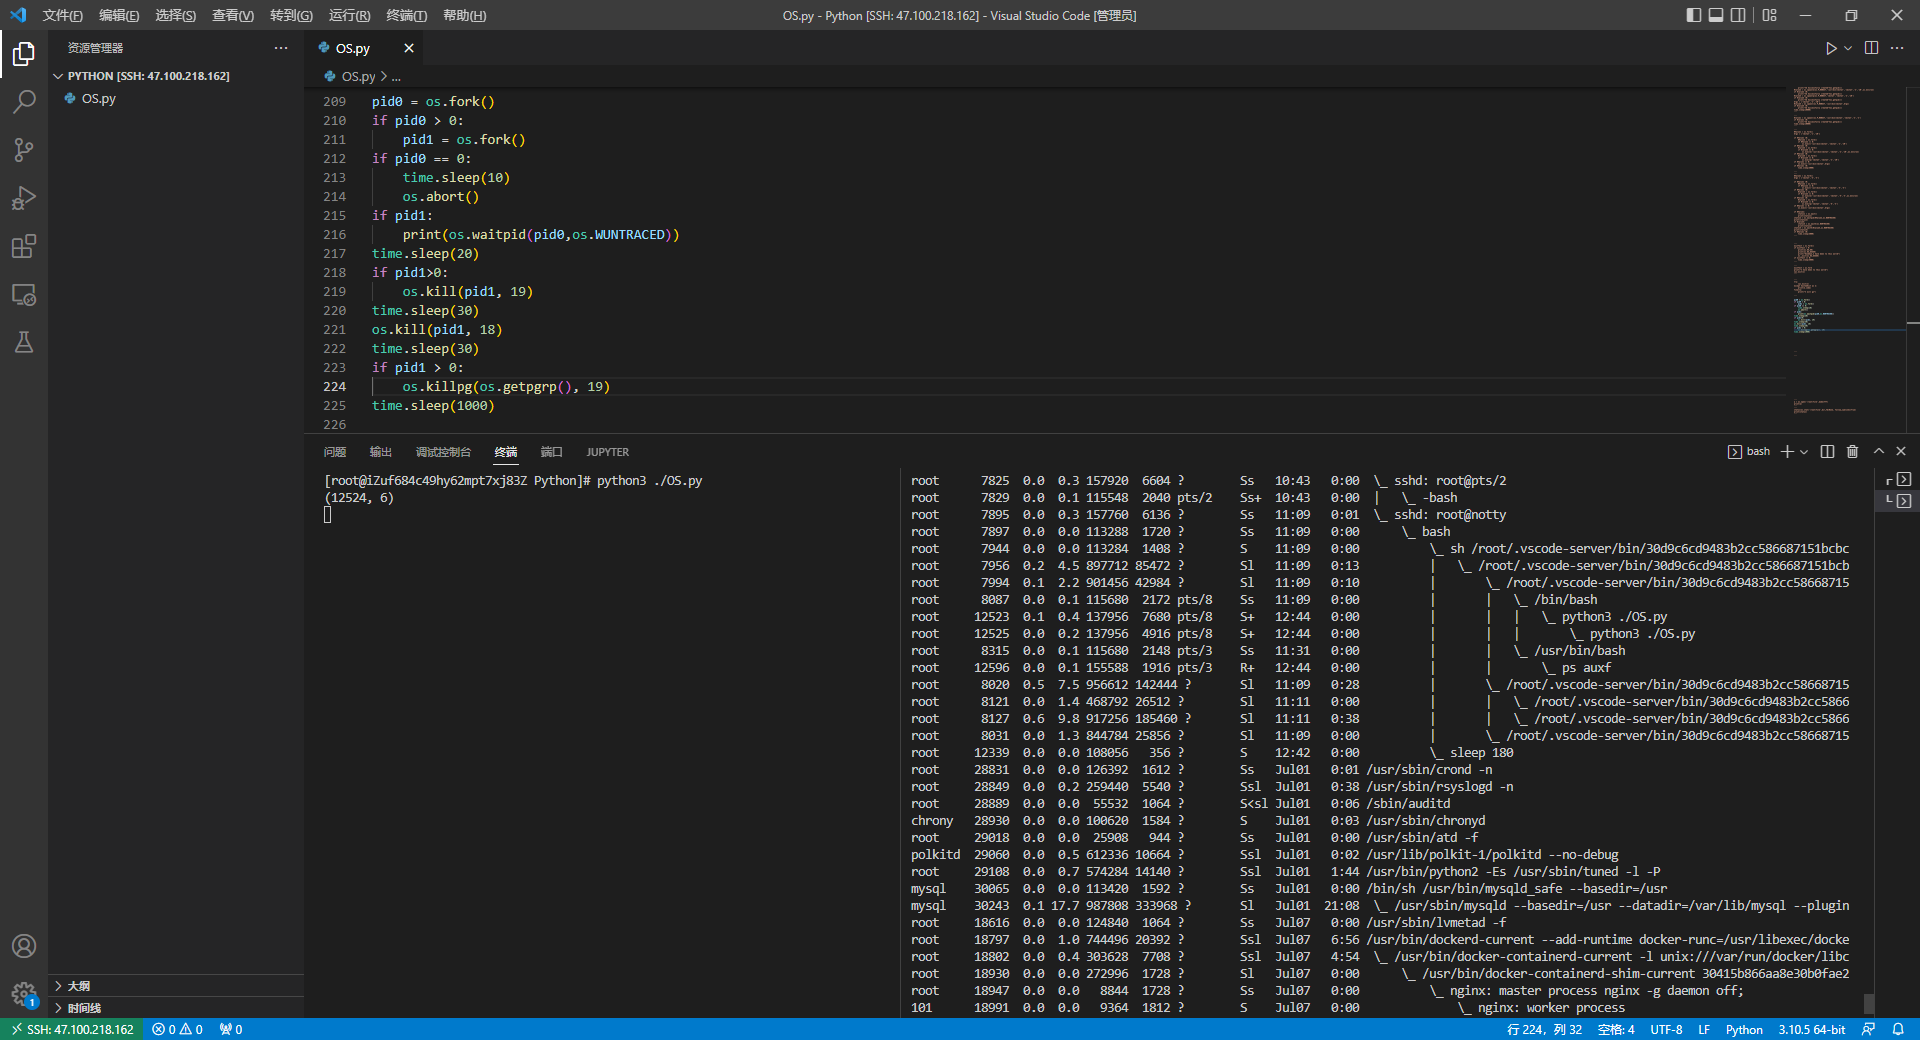 文件(F) 编辑(E) 选择(S) 查看(V) 转到(G) 运行(R) 终端(T) 帮助(H)
OS.py - Python [SSH: 47.100.218.162] - Visual Studio Code [管理员]
资源管理器
PYTHON [SSH: 47.100.218.162]
OS.py
OS.py
OS.py > ...
209 pid0 = os.fork()
210 if pid0 > 0:
211     pid1 = os.fork()
212 if pid0 == 0:
213     time.sleep(10)
214     os.abort()
215 if pid1:
216     print(os.waitpid(pid0,os.WUNTRACED))
217 time.sleep(20)
218 if pid1>0:
219     os.kill(pid1, 19)
220 time.sleep(30)
221 os.kill(pid1, 18)
222 time.sleep(30)
223 if pid1 > 0:
224     os.killpg(os.getpgrp(), 19)
225 time.sleep(1000)
226
问题 输出 调试控制台 终端 端口 JUPYTER
bash
[root@iZuf684c49hy62mpt7xj83Z Python]# python3 ./OS.py
(12524, 6)
root 7825 0.0 0.3 157920 6604 ? Ss 10:43 0:00 \_ sshd: root@pts/2
root 7829 0.0 0.1 115548 2040 pts/2 Ss+ 10:43 0:00 | \_ -bash
root 7895 0.0 0.3 157760 6136 ? Ss 11:09 0:01 \_ sshd: root@notty
root 7897 0.0 0.0 113288 1720 ? Ss 11:09 0:00 \_ bash
root 7944 0.0 0.0 113284 1408 ? S 11:09 0:00 \_ sh /root/.vscode-server/bin/30d9c6cd9483b2cc586687151bcbc
root 7956 0.2 4.5 897712 85472 ? Sl 11:09 0:13 | \_ /root/.vscode-server/bin/30d9c6cd9483b2cc586687151bcb
root 7994 0.1 2.2 901456 42984 ? Sl 11:09 0:10 | \_ /root/.vscode-server/bin/30d9c6cd9483b2cc58668715
root 8087 0.0 0.1 115680 2172 pts/8 Ss 11:09 0:00 | | \_ /bin/bash
root 12523 0.1 0.4 137956 7680 pts/8 S+ 12:44 0:00 | | | \_ python3 ./OS.py
root 12525 0.0 0.2 137956 4916 pts/8 S+ 12:44 0:00 | | | \_ python3 ./OS.py
root 8315 0.0 0.1 115680 2148 pts/3 Ss 11:31 0:00 | | \_ /usr/bin/bash
root 12596 0.0 0.1 155588 1916 pts/3 R+ 12:44 0:00 | | \_ ps auxf
root 8020 0.5 7.5 956612 142444 ? Sl 11:09 0:28 | \_ /root/.vscode-server/bin/30d9c6cd9483b2cc58668715
root 8121 0.0 1.4 468792 26512 ? Sl 11:11 0:00 | | \_ /root/.vscode-server/bin/30d9c6cd9483b2cc5866
root 8127 0.6 9.8 917256 185460 ? Sl 11:11 0:38 | | \_ /root/.vscode-server/bin/30d9c6cd9483b2cc5866
root 8031 0.0 1.3 844784 25856 ? Sl 11:09 0:00 | \_ /root/.vscode-server/bin/30d9c6cd9483b2cc58668715
root 12339 0.0 0.0 108056 356 ? S 12:42 0:00 \_ sleep 180
root 28831 0.0 0.0 126392 1612 ? Ss Jul01 0:01 /usr/sbin/crond -n
root 28849 0.0 0.2 259440 5540 ? Ssl Jul01 0:38 /usr/sbin/rsyslogd -n
root 28889 0.0 0.0 55532 1064 ? S<sl Jul01 0:06 /sbin/auditd
chrony 28930 0.0 0.0 100620 1584 ? S Jul01 0:03 /usr/sbin/chronyd
root 29018 0.0 0.0 25908 944 ? Ss Jul01 0:00 /usr/sbin/atd -f
polkitd 29060 0.0 0.5 612336 10664 ? Ssl Jul01 0:02 /usr/lib/polkit-1/polkitd --no-debug
root 29108 0.0 0.7 574284 14140 ? Ssl Jul01 1:44 /usr/bin/python2 -Es /usr/sbin/tuned -l -P
mysql 30065 0.0 0.0 113420 1592 ? Ss Jul01 0:00 /bin/sh /usr/bin/mysqld_safe --basedir=/usr
mysql 30243 0.1 17.7 987808 333968 ? Sl Jul01 21:08 \_ /usr/sbin/mysqld --basedir=/usr --datadir=/var/lib/mysql --plugin
root 18616 0.0 0.0 124840 1064 ? Ss Jul07 0:00 /usr/sbin/lvmetad -f
root 18797 0.0 1.0 744496 20392 ? Ssl Jul07 6:56 /usr/bin/dockerd-current --add-runtime docker-runc=/usr/libexec/docke
root 18802 0.0 0.4 303628 7708 ? Ssl Jul07 4:54 \_ /usr/bin/docker-containerd-current -l unix:///var/run/docker/libc
root 18930 0.0 0.0 272996 1728 ? Sl Jul07 0:00 \_ /usr/bin/docker-containerd-shim-current 30415b866aa8e30b0fae2
root 18947 0.0 0.0 8844 1728 ? Ss Jul07 0:00 \_ nginx: master process nginx -g daemon off;
101 18991 0.0 0.0 9364 1812 ? S Jul07 0:00 \_ nginx: worker process
大纲
时间线
1
SSH: 47.100.218.162 0 0 0
行 224, 列 32 空格: 4 UTF-8 LF Python 3.10.5 64-bit